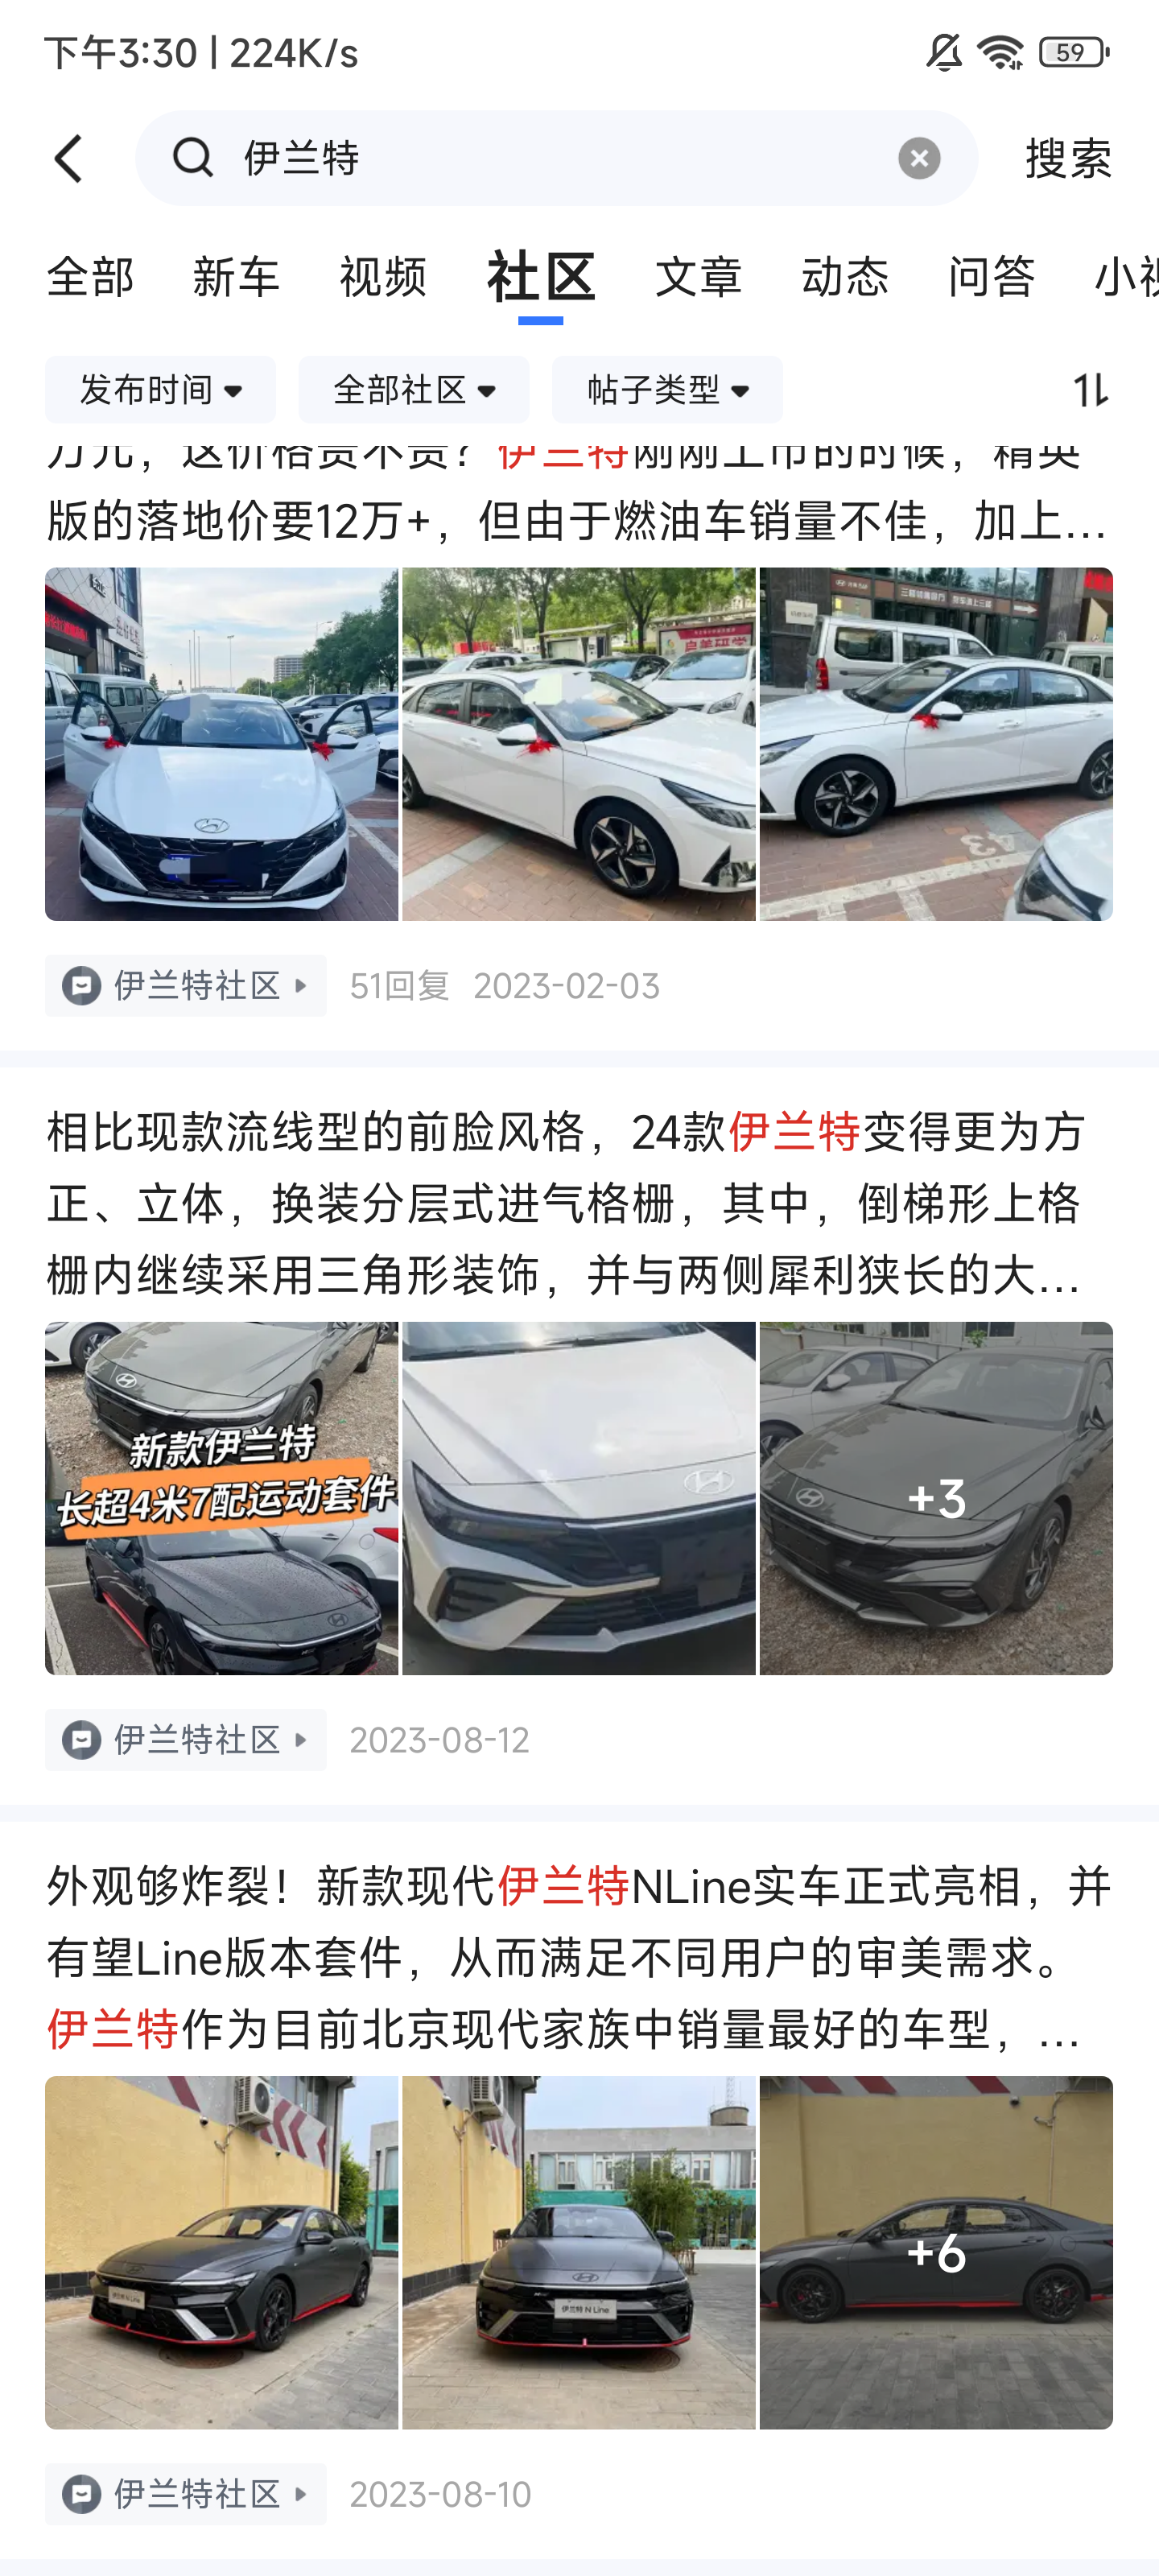 下午3:30 | 224K/s
59
伊兰特
搜索
全部 新车 视频 社区 文章 动态 问答 小视
发布时间 全部社区 帖子类型
万元，这价格贵不贵？伊兰特刚刚上市的时候，精英
版的落地价要12万+，但由于燃油车销量不佳，加上...
伊兰特社区 51回复 2023-02-03
相比现款流线型的前脸风格，24款伊兰特变得更为方
正、立体，换装分层式进气格栅，其中，倒梯形上格
栅内继续采用三角形装饰，并与两侧犀利狭长的大...
新款伊兰特
长超4米7配运动套件
+3
伊兰特社区 2023-08-12
外观够炸裂！新款现代伊兰特NLine实车正式亮相，并
有望Line版本套件，从而满足不同用户的审美需求。
伊兰特作为目前北京现代家族中销量最好的车型，...
伊兰特 N Line
伊兰特 N Line
+6
伊兰特社区 2023-08-10